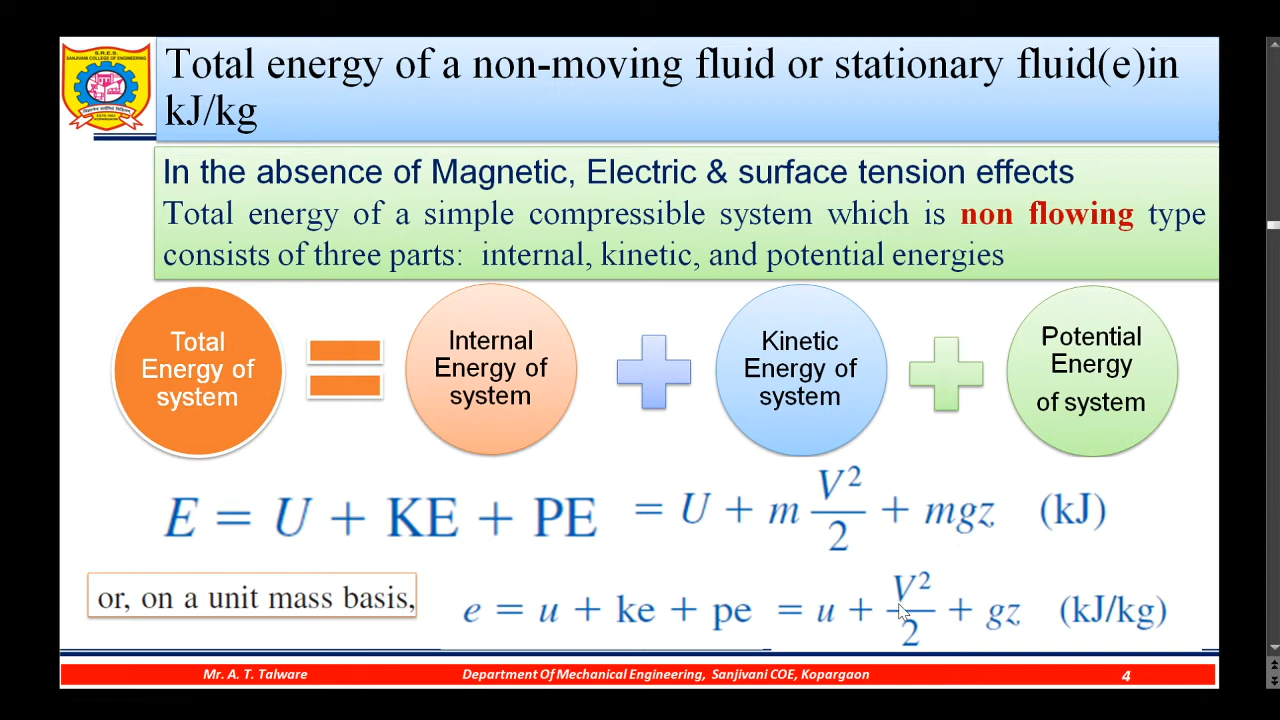 S.R.E.S.
SANJIVANI COLLEGE OF ENGINEERING
Total energy of a non-moving fluid or stationary fluid(e)in
kJ/kg
In the absence of Magnetic, Electric & surface tension effects
Total energy of a simple compressible system which is non flowing type
consists of three parts: internal, kinetic, and potential energies
Total
Energy of
system
Internal
Energy of
system
Kinetic
Energy of
system
Potential
Energy
of system
E = U + KE + PE = U + m V²/2 + mgz (kJ)
or, on a unit mass basis,
e = u + ke + pe = u + V²/2 + gz (kJ/kg)
Mr. A. T. Talware
Department Of Mechanical Engineering, Sanjivani COE, Kopargaon
4